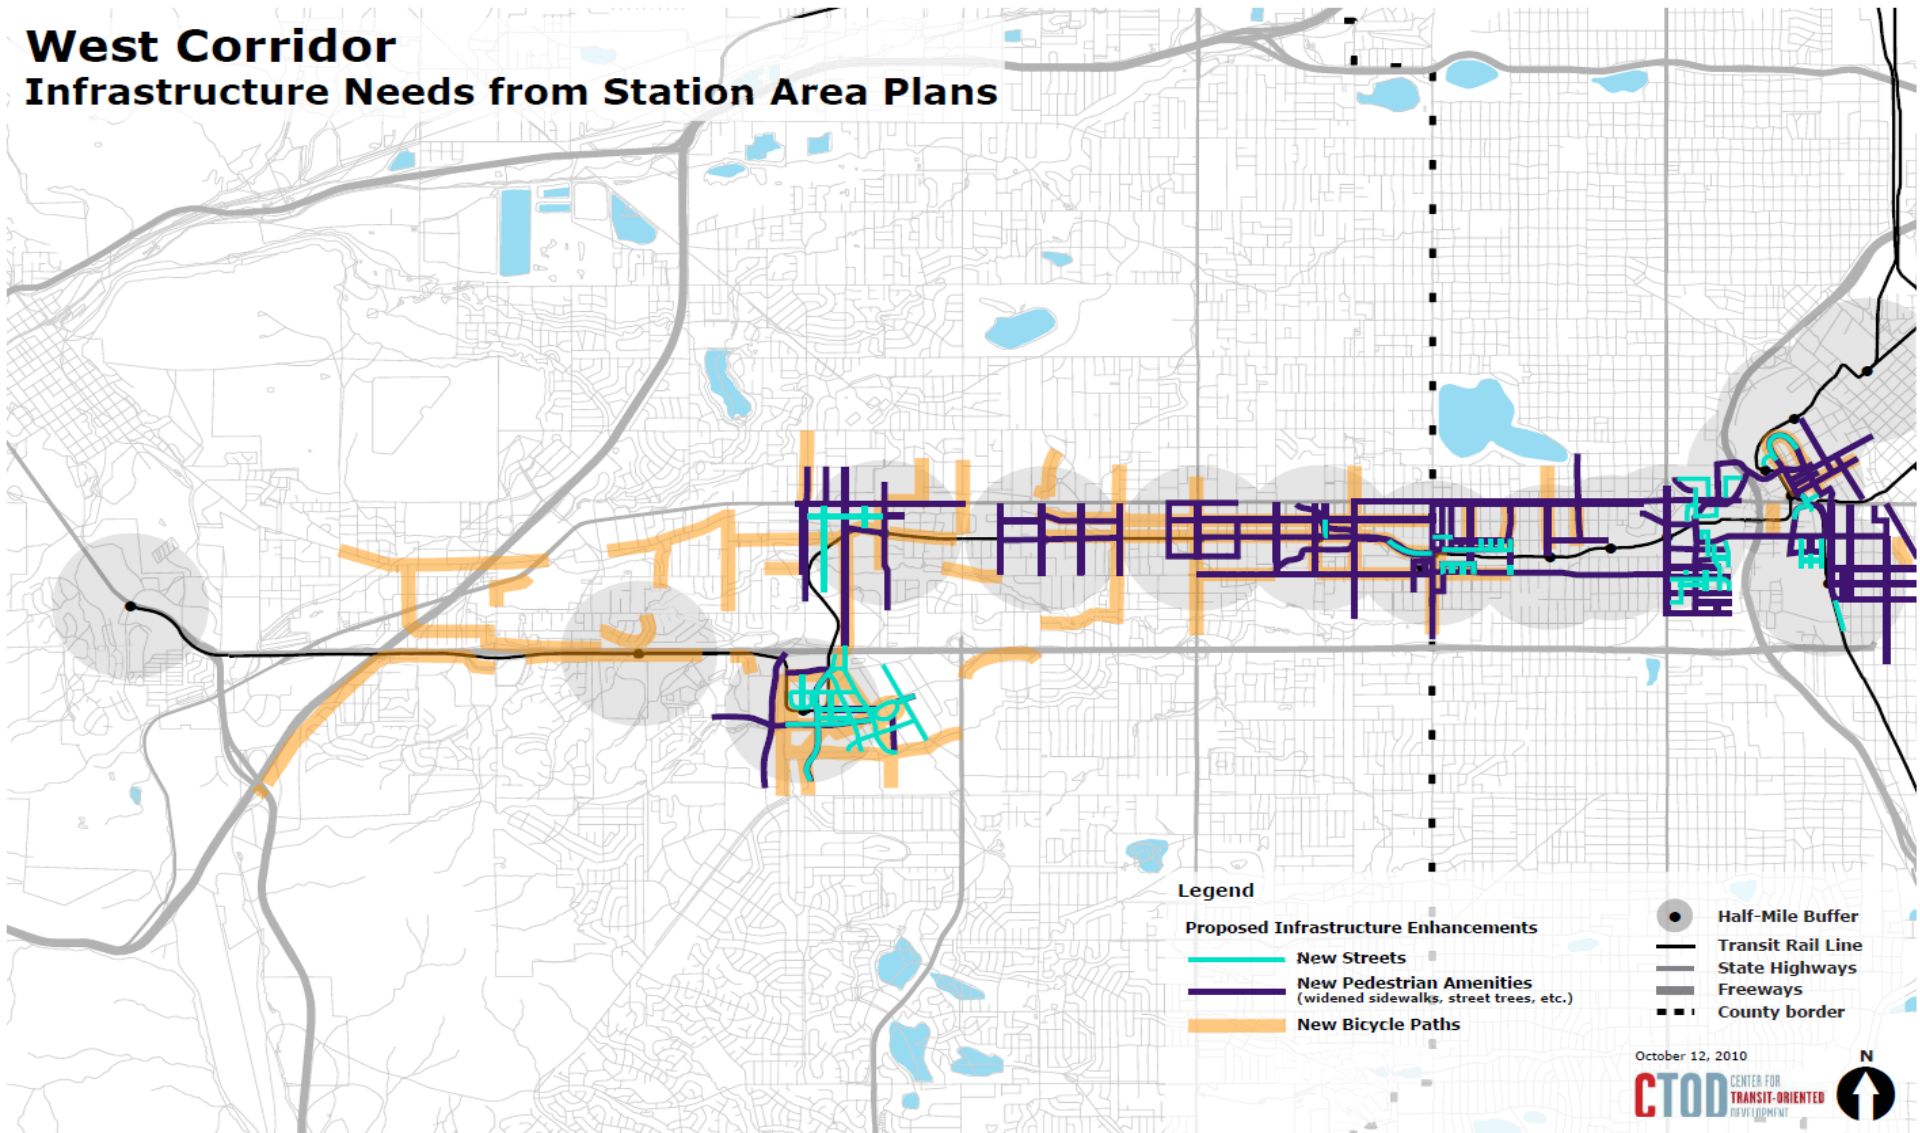 West Corridor
Infrastructure Needs from Station Area Plans
Legend
Proposed Infrastructure Enhancements
New Streets
New Pedestrian Amenities
(widened sidewalks, street trees, etc.)
New Bicycle Paths
Half-Mile Buffer
Transit Rail Line
State Highways
Freeways
County border
October 12, 2010
N
CTOD
CENTER FOR
TRANSIT-ORIENTED
DEVELOPMENT